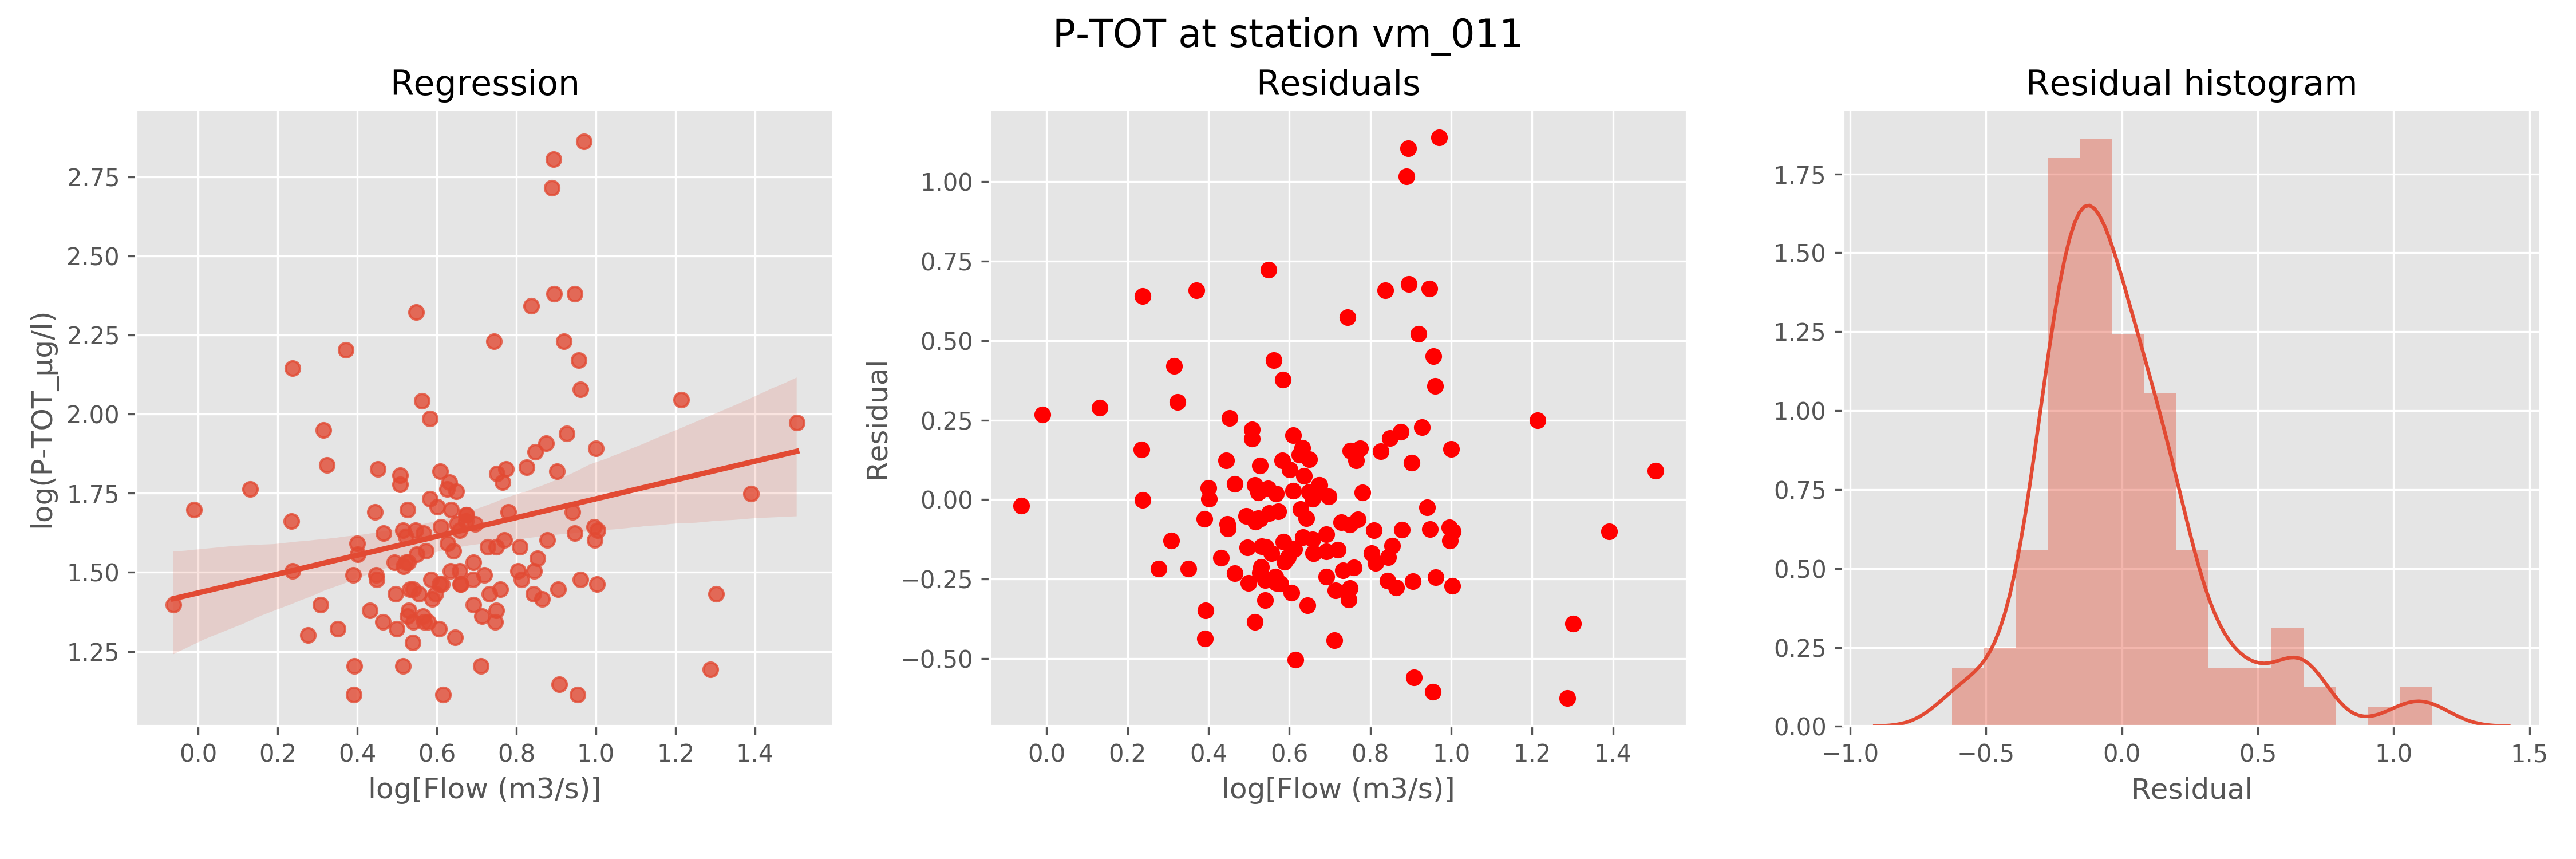 P-TOT at station vm_011
Regression
2.75
2.50
2.25
2.00
1.75
1.50
1.25
log(P-TOT_µg/l)
0.0 0.2 0.4 0.6 0.8 1.0 1.2 1.4
log[Flow (m3/s)]
Residuals
1.00
0.75
0.50
0.25
0.00
−0.25
−0.50
Residual
0.0 0.2 0.4 0.6 0.8 1.0 1.2 1.4
log[Flow (m3/s)]
Residual histogram
1.75
1.50
1.25
1.00
0.75
0.50
0.25
0.00
−1.0 −0.5 0.0 0.5 1.0 1.5
Residual